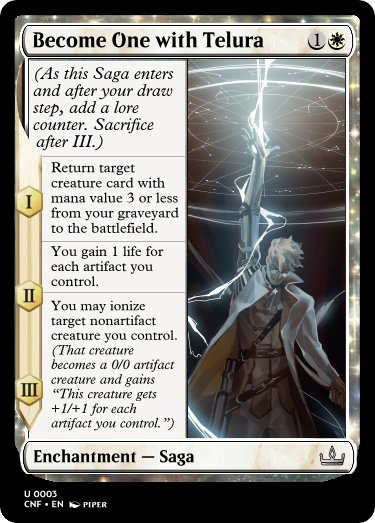 Become One with Telura 1
(As this Saga enters
and after your draw
step, add a lore
counter. Sacrifice
after III.)
I
Return target
creature card with
mana value 3 or less
from your graveyard
to the battlefield.
II
You gain 1 life for
each artifact you
control.
III
You may ionize
target nonartifact
creature you control.
(That creature
becomes a 0/0 artifact
creature and gains
“This creature gets
+1/+1 for each
artifact you control.”)
Enchantment — Saga
U 0003
CNF • EN PIPER